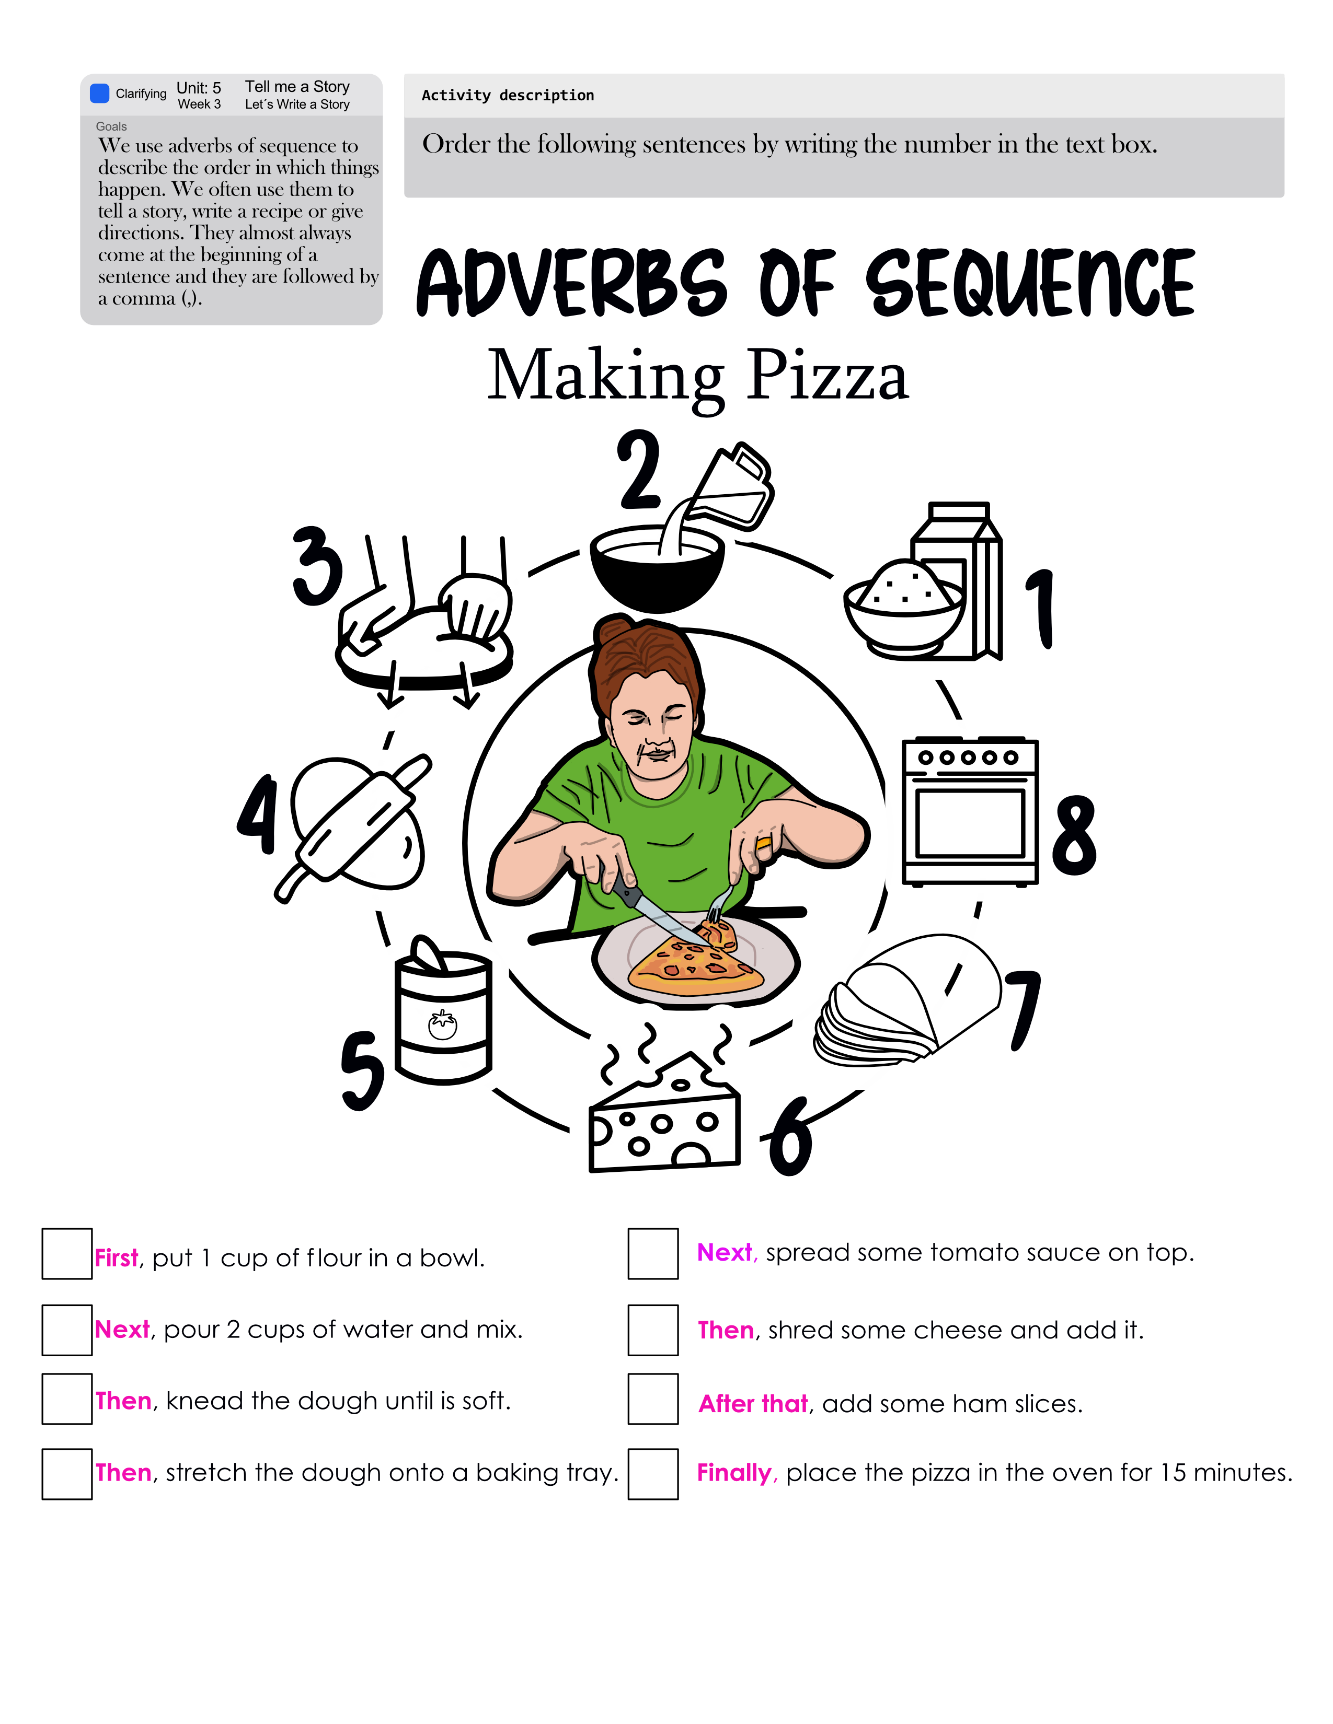 Clarifying Unit: 5 Tell me a Story
Week 3 Let´s Write a Story
Goals
We use adverbs of sequence to
describe the order in which things
happen. We often use them to
tell a story, write a recipe or give
directions. They almost always
come at the beginning of a
sentence and they are followed by
a comma (,).
Activity description
Order the following sentences by writing the number in the text box.
ADVERBS OF SEQUENCE
Making Pizza
2
3
1
4
8
7
5
6
First, put 1 cup of flour in a bowl.
Next, pour 2 cups of water and mix.
Then, knead the dough until is soft.
Then, stretch the dough onto a baking tray.
Next, spread some tomato sauce on top.
Then, shred some cheese and add it.
After that, add some ham slices.
Finally, place the pizza in the oven for 15 minutes.